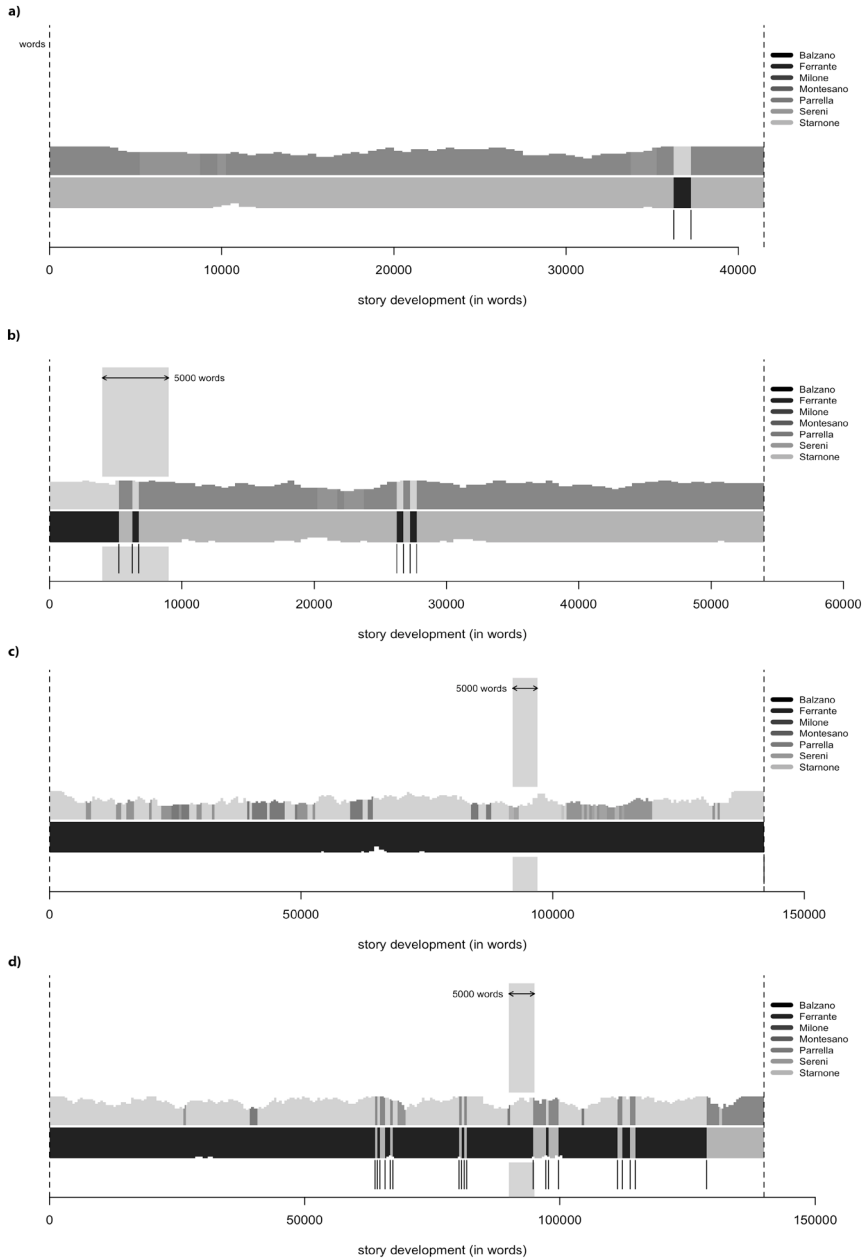 a)
words
Balzano
Ferrante
Milone
Montesano
Parrella
Sereni
Starnone
0 10000 20000 30000 40000
story development (in words)
b)
5000 words
Balzano
Ferrante
Milone
Montesano
Parrella
Sereni
Starnone
0 10000 20000 30000 40000 50000 60000
story development (in words)
c)
5000 words
Balzano
Ferrante
Milone
Montesano
Parrella
Sereni
Starnone
0 50000 100000 150000
story development (in words)
d)
5000 words
Balzano
Ferrante
Milone
Montesano
Parrella
Sereni
Starnone
0 50000 100000 150000
story development (in words)